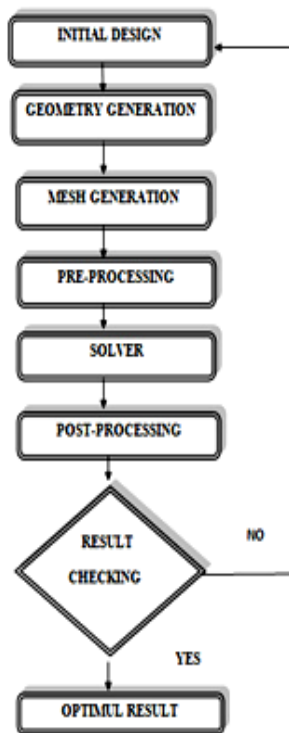 INITIAL DESIGN
GEOMETRY GENERATION
MESH GENERATION
PRE-PROCESSING
SOLVER
POST-PROCESSING
RESULT
CHECKING
NO
YES
OPTIMUL RESULT